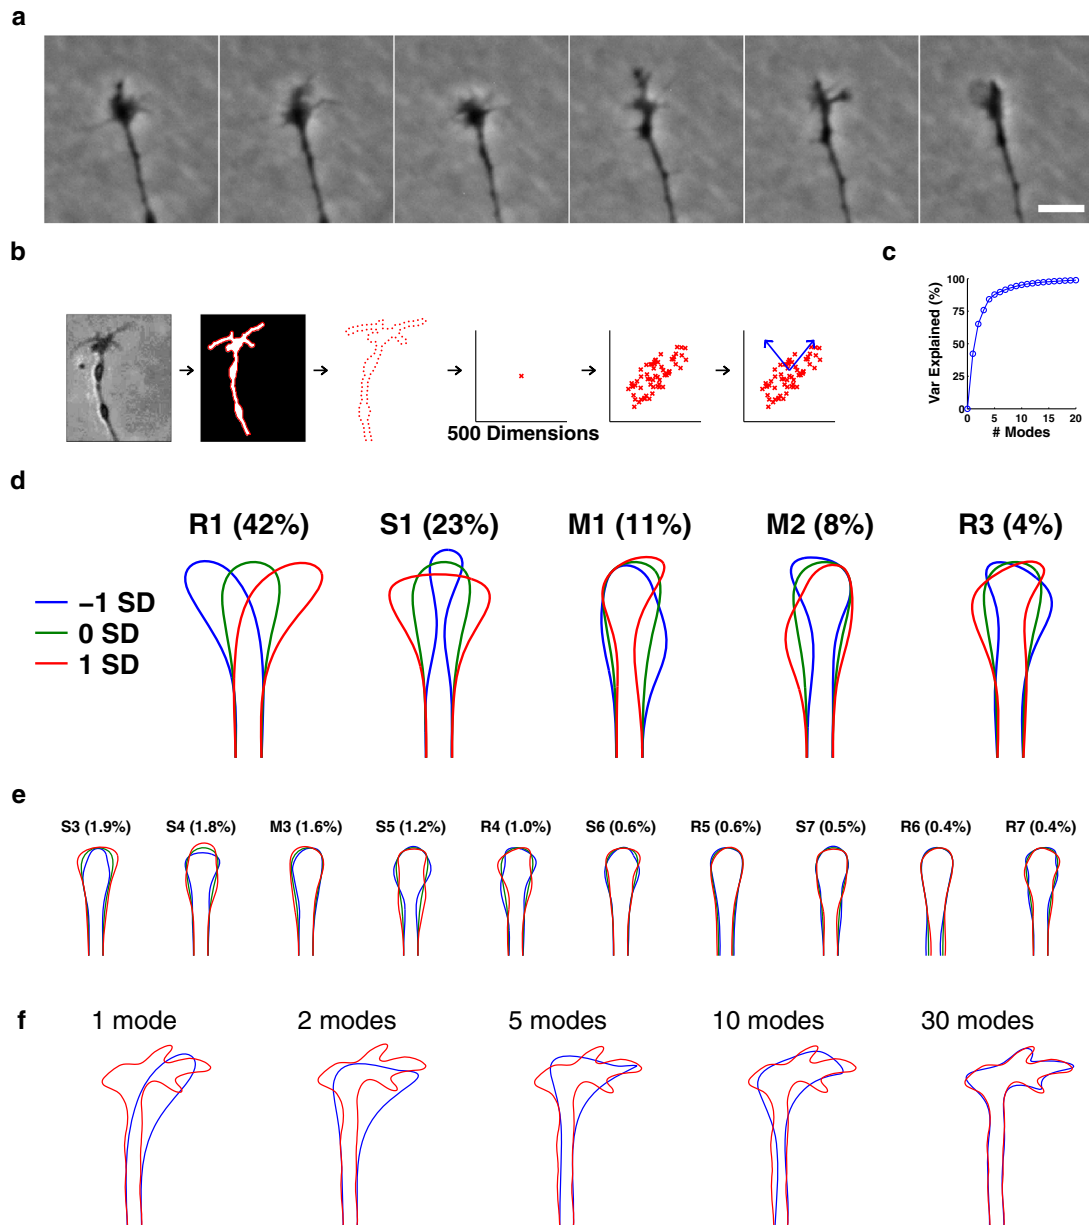 a
b
500 Dimensions
c
Var Explained (%)
100
75
50
25
0
0 5 10 15 20
# Modes
d
R1 (42%) S1 (23%) M1 (11%) M2 (8%) R3 (4%)
−1 SD
0 SD
1 SD
e
S3 (1.9%) S4 (1.8%) M3 (1.6%) S5 (1.2%) R4 (1.0%) S6 (0.6%) R5 (0.6%) S7 (0.5%) R6 (0.4%) R7 (0.4%)
f
1 mode 2 modes 5 modes 10 modes 30 modes